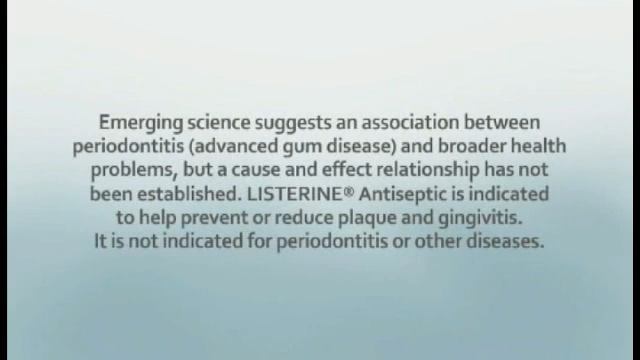 Emerging science suggests an association between
periodontitis (advanced gum disease) and broader health
problems, but a cause and effect relationship has not
been established. LISTERINE® Antiseptic is indicated
to help prevent or reduce plaque and gingivitis.
It is not indicated for periodontitis or other diseases.